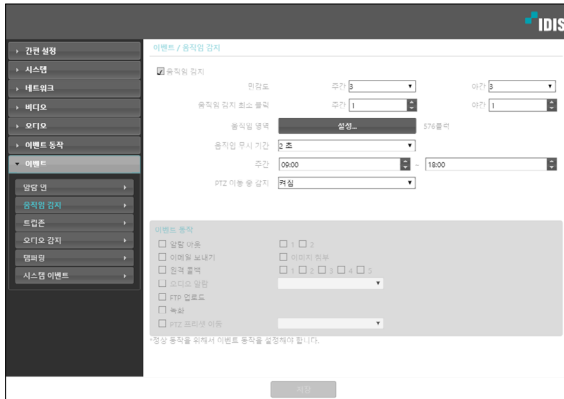 IDIS
이벤트 / 움직임 감지
간편 설정
시스템
네트워크
비디오
오디오
이벤트 동작
이벤트
알람 인
움직임 감지
트립존
오디오 감지
탬퍼링
시스템 이벤트
움직임 감지
민감도 주간 3 야간 3
움직임 감지 최소 블럭 주간 1 야간 1
움직임 영역 설정... 576블럭
움직임 무시 기간 2 초
주간 09:00 ~ 18:00
PTZ 이동 중 감지 켜짐
이벤트 동작
알람 아웃 1 2
이메일 보내기 이미지 첨부
원격 콜백 1 2 3 4 5
오디오 알람
FTP 업로드
녹화
PTZ 프리셋 이동
*정상 동작을 위해서 이벤트 동작을 설정해야 합니다.
저장